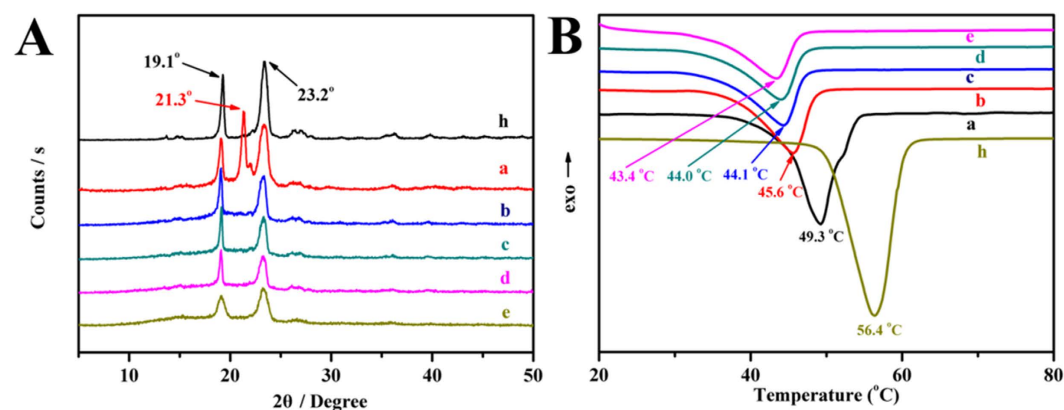 A
19.1°
21.3°
23.2°
h
a
b
c
d
e
Counts / s
10 20 30 40 50
2θ / Degree
B
e
d
c
b
a
h
exo
43.4 °C
44.0 °C
44.1 °C
45.6 °C
49.3 °C
56.4 °C
20 40 60 80
Temperature (°C)